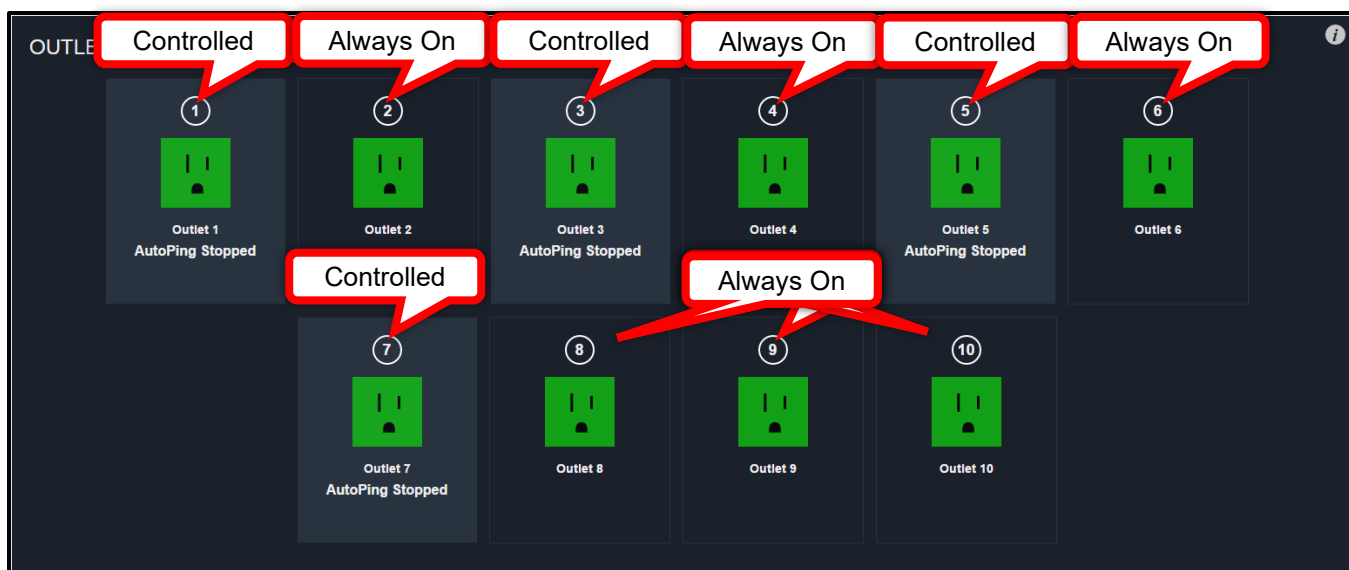 OUTLE
Controlled
Always On
Controlled
Always On
Controlled
Always On
1
2
3
4
5
6
Outlet 1
Outlet 2
Outlet 3
Outlet 4
Outlet 5
Outlet 6
AutoPing Stopped
AutoPing Stopped
AutoPing Stopped
Controlled
Always On
7
8
9
10
Outlet 7
Outlet 8
Outlet 9
Outlet 10
AutoPing Stopped
i